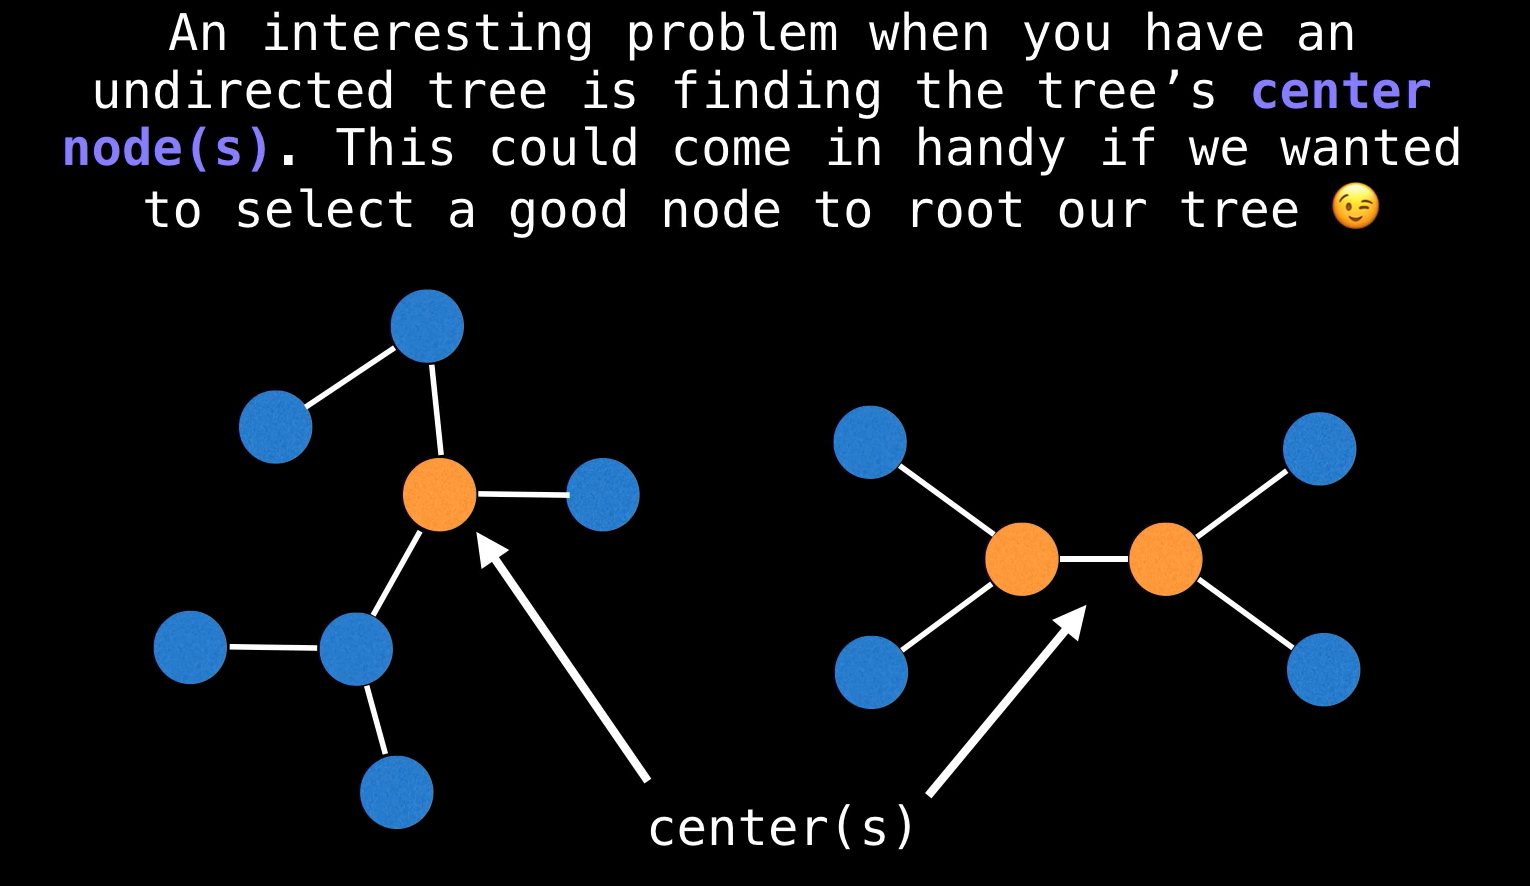 An interesting problem when you have an
undirected tree is finding the tree’s center
node(s). This could come in handy if we wanted
to select a good node to root our tree 😉
center(s)